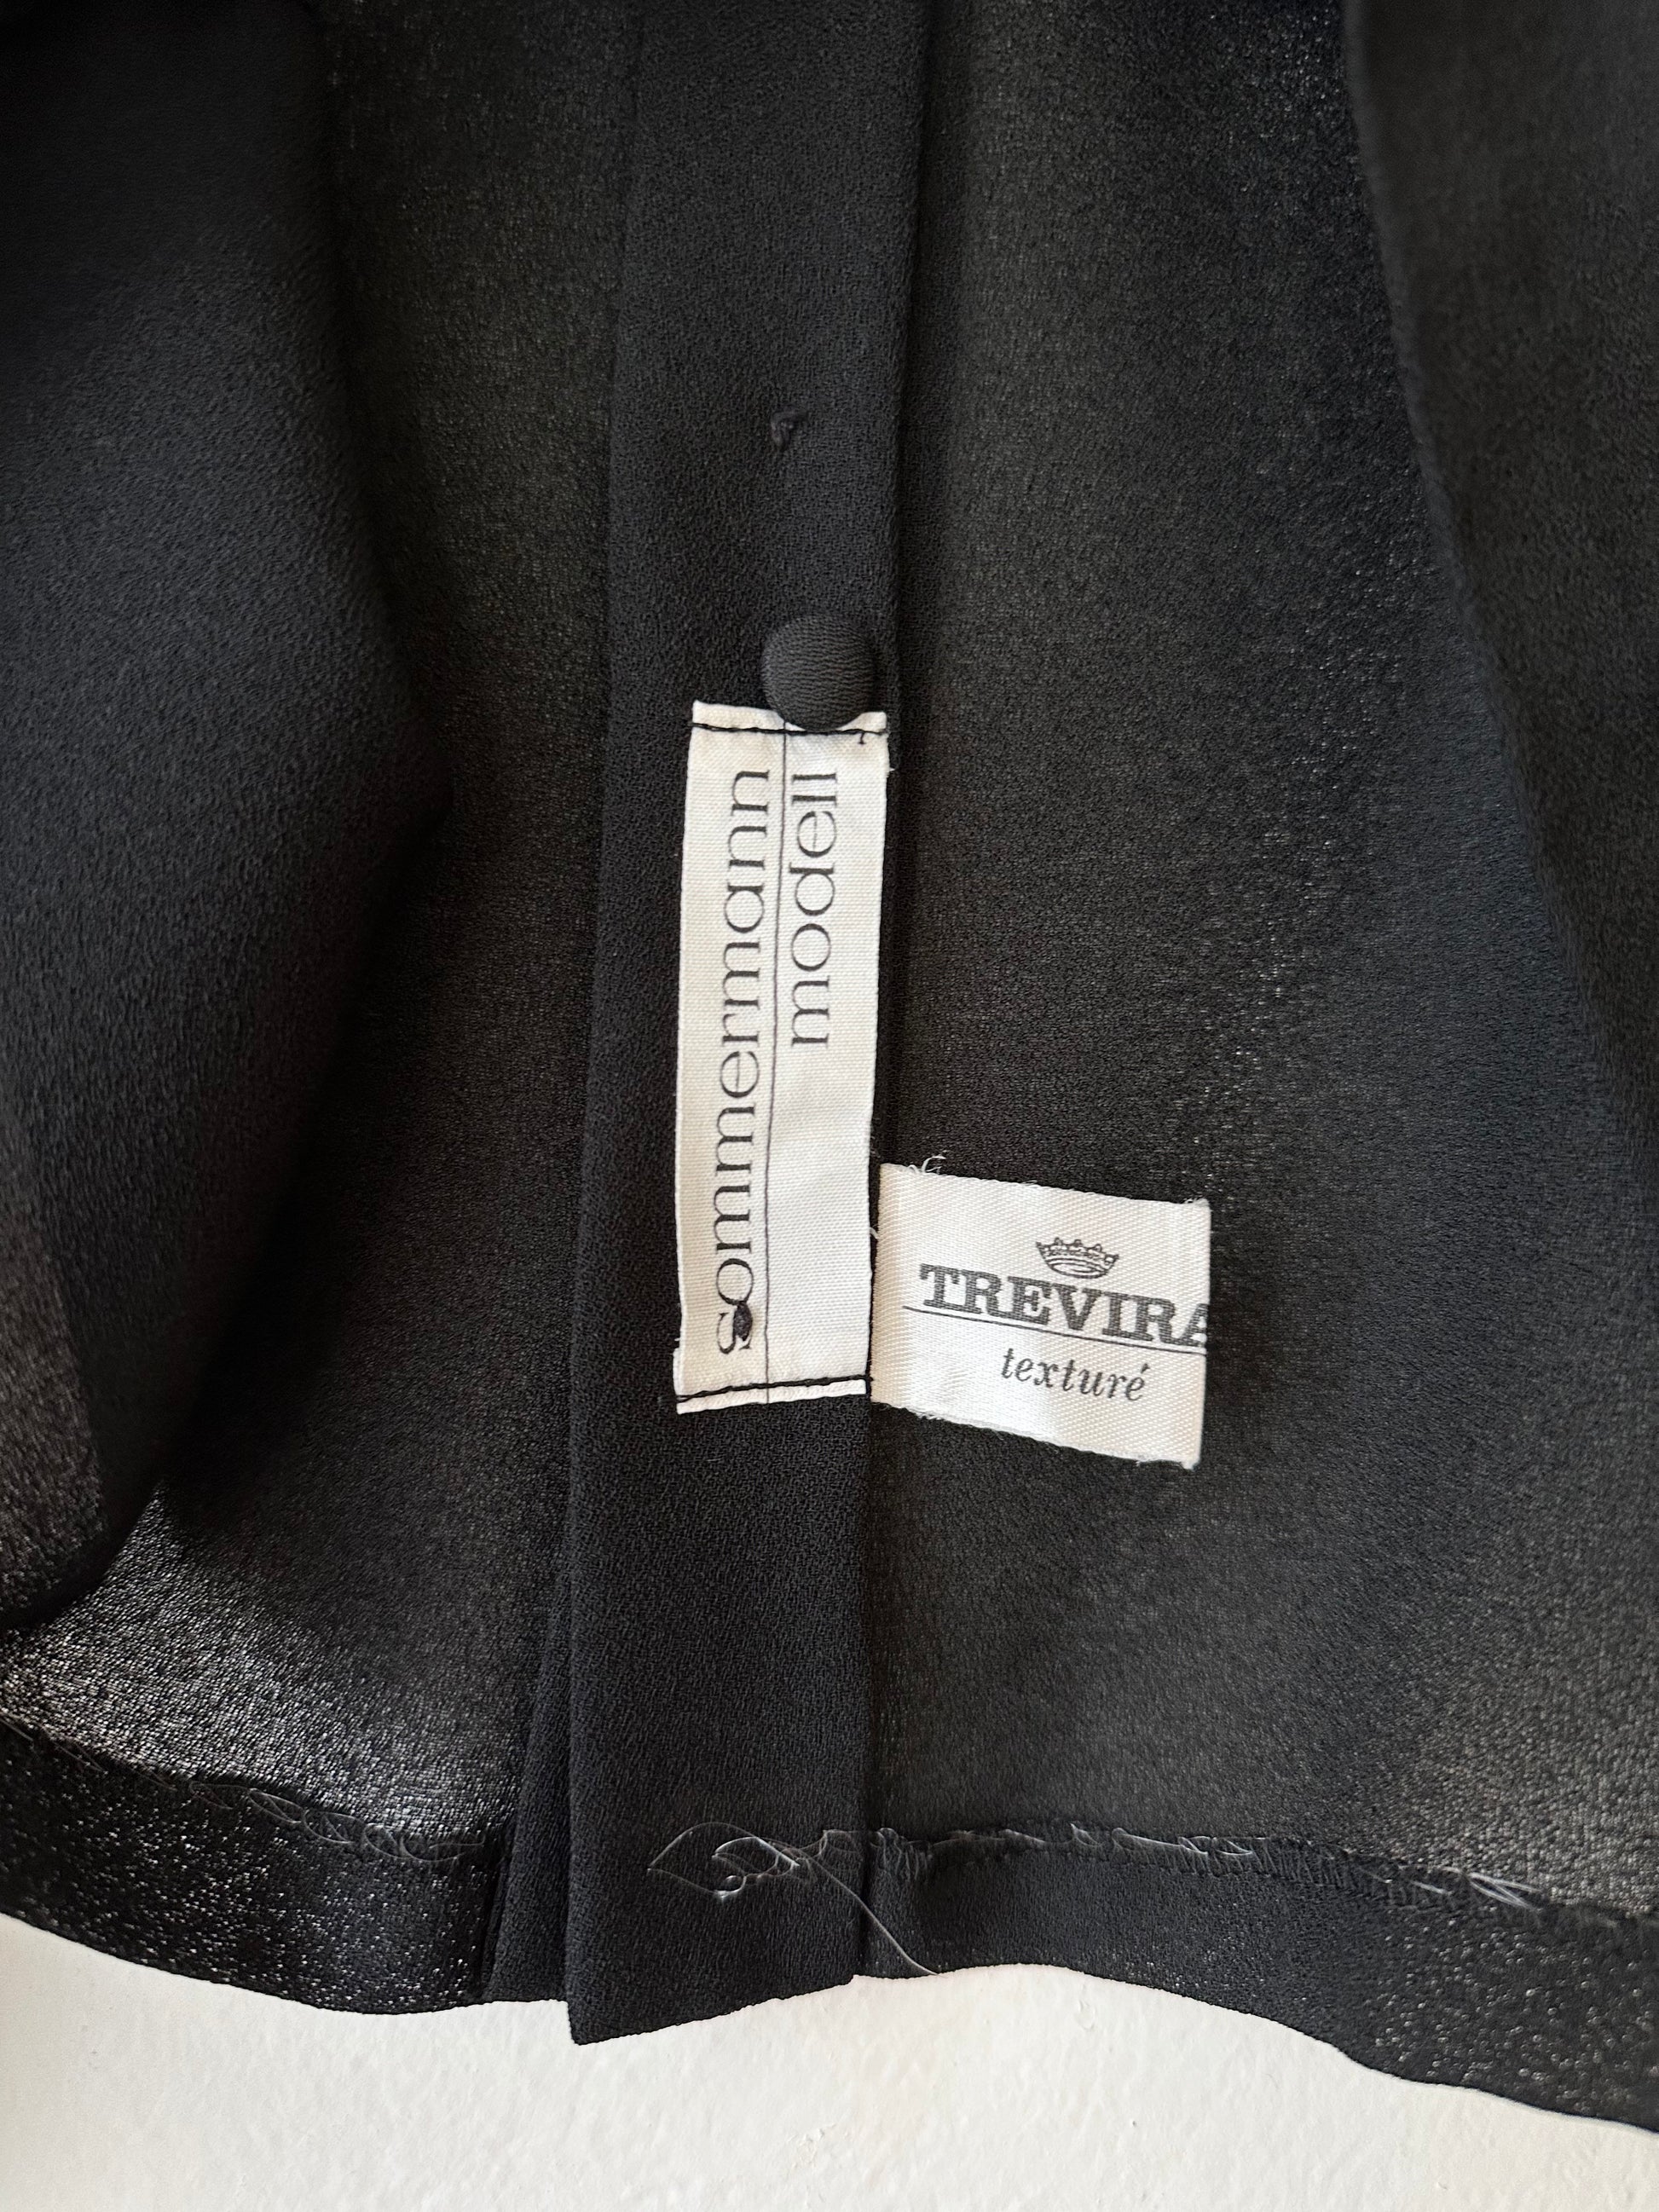 sommermann
modell
TREVIRA
texturé